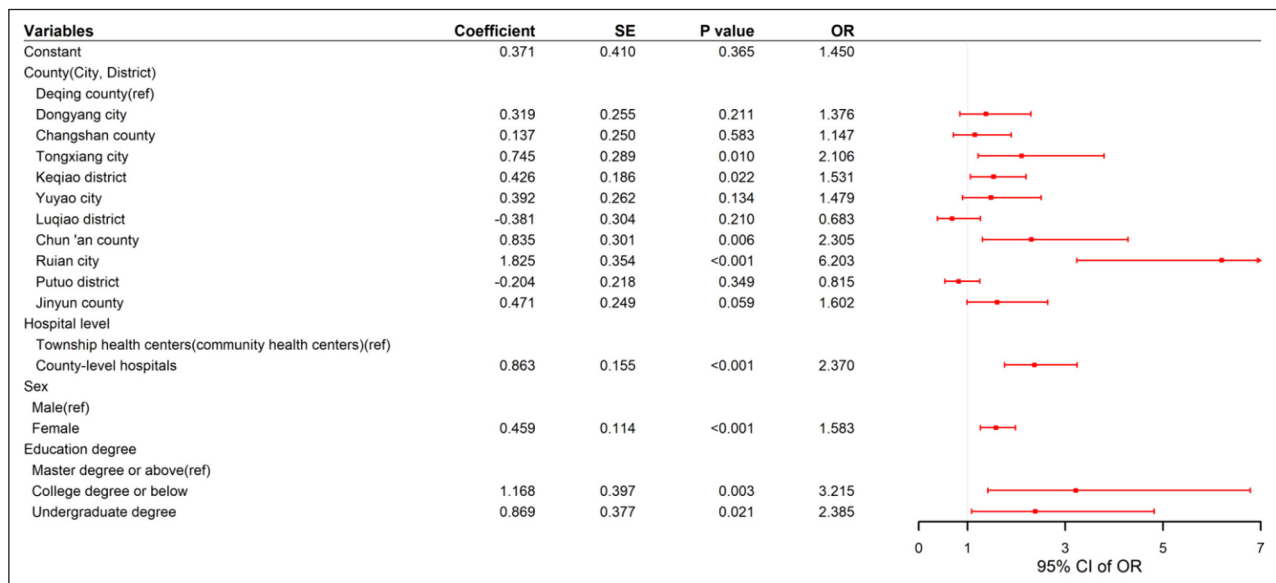 Variables Coefficient SE P value OR
Constant 0.371 0.410 0.365 1.450
County(City, District)
Deqing county(ref)
Dongyang city 0.319 0.255 0.211 1.376
Changshan county 0.137 0.250 0.583 1.147
Tongxiang city 0.745 0.289 0.010 2.106
Keqiao district 0.426 0.186 0.022 1.531
Yuyao city 0.392 0.262 0.134 1.479
Luqiao district -0.381 0.304 0.210 0.683
Chun 'an county 0.835 0.301 0.006 2.305
Ruian city 1.825 0.354 <0.001 6.203
Putuo district -0.204 0.218 0.349 0.815
Jinyun county 0.471 0.249 0.059 1.602
Hospital level
Township health centers(community health centers)(ref)
County-level hospitals 0.863 0.155 <0.001 2.370
Sex
Male(ref)
Female 0.459 0.114 <0.001 1.583
Education degree
Master degree or above(ref)
College degree or below 1.168 0.397 0.003 3.215
Undergraduate degree 0.869 0.377 0.021 2.385
0 1 3 5 7
95% CI of OR